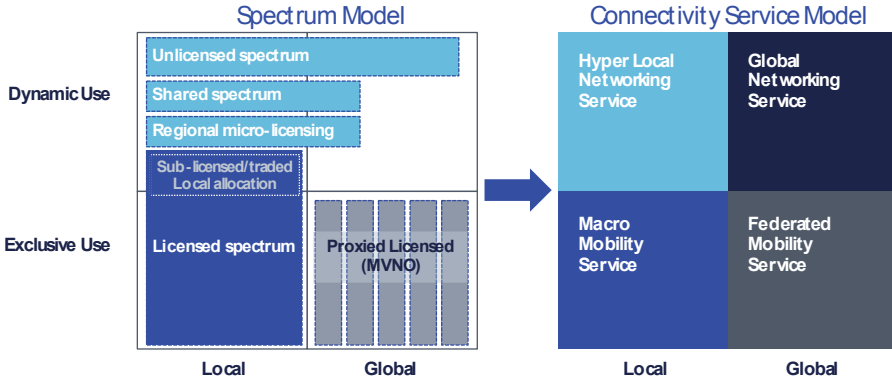 Spectrum Model
Dynamic Use
Exclusive Use
Unlicensed spectrum
Shared spectrum
Regional micro-licensing
Sub-licensed/traded
Local allocation
Licensed spectrum
Proxied Licensed
(MVNO)
Local
Global
Connectivity Service Model
Hyper Local
Networking
Service
Global
Networking
Service
Macro
Mobility
Service
Federated
Mobility
Service
Local
Global